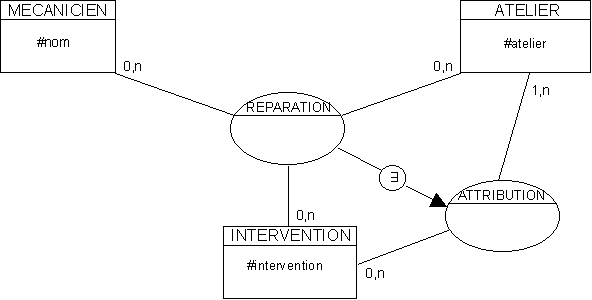 MECANICIEN
#nom
ATELIER
#atelier
0,n
0,n
1,n
REPARATION
ATTRIBUTION
0,n
INTERVENTION
#intervention
0,n